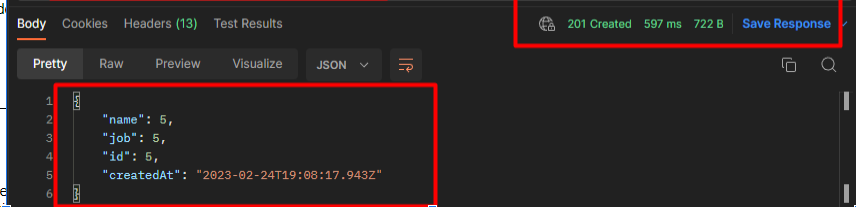 Body Cookies Headers (13) Test Results 201 Created 597 ms 722 B Save Response
Pretty Raw Preview Visualize JSON
1 {
2 "name": 5,
3 "job": 5,
4 "id": 5,
5 "createdAt": "2023-02-24T19:08:17.943Z"
6 }